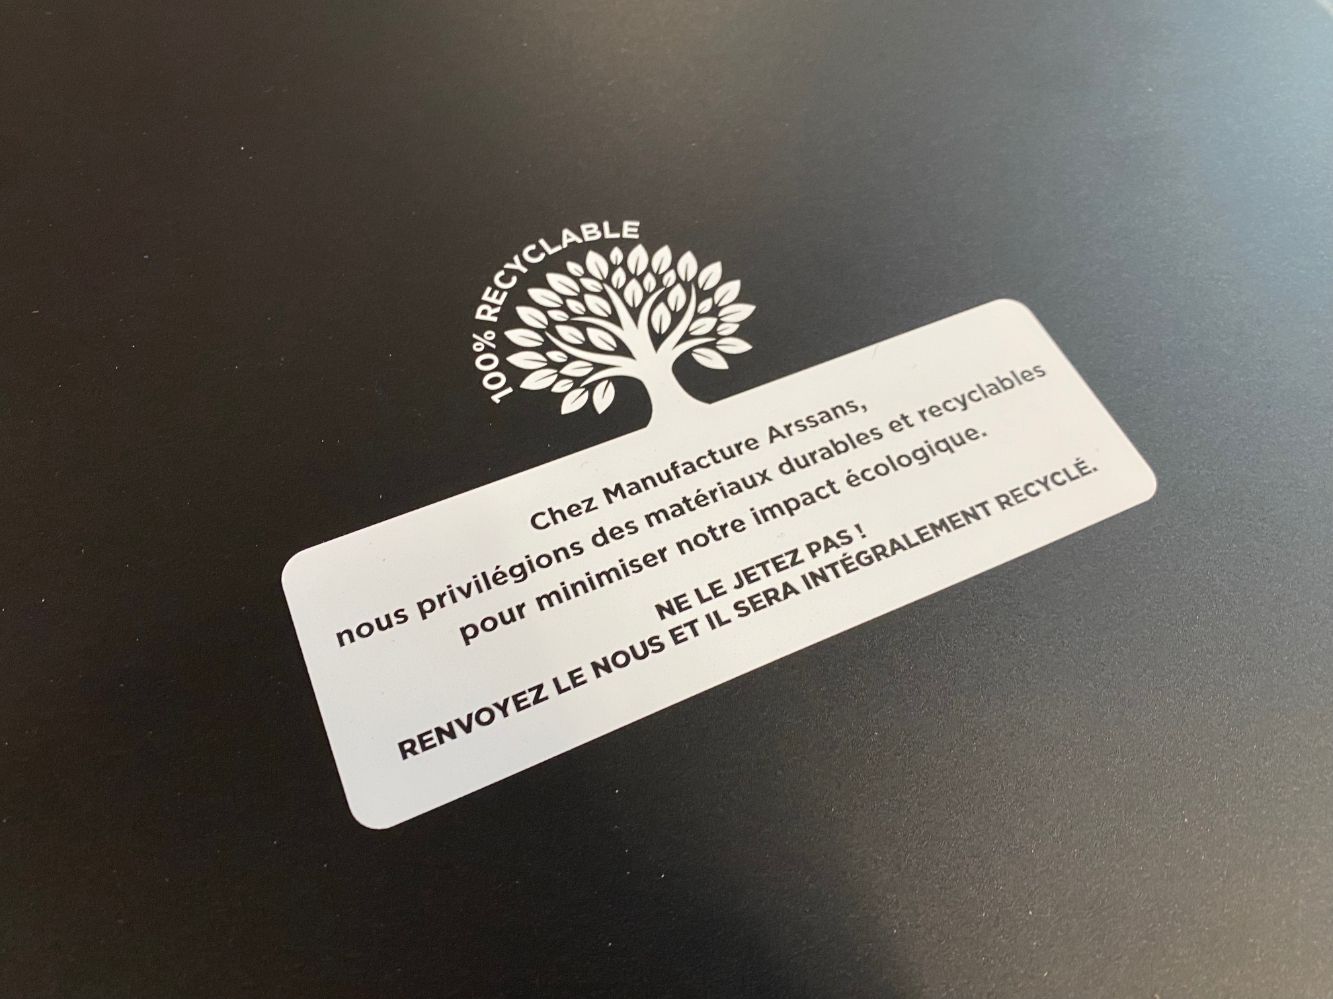 100% RECYCLABLE
Chez Manufacture Arssans,
nous privilégions des matériaux durables et recyclables
pour minimiser notre impact écologique.
NE LE JETEZ PAS !
RENVOYEZ LE NOUS ET IL SERA INTÉGRALEMENT RECYCLÉ.